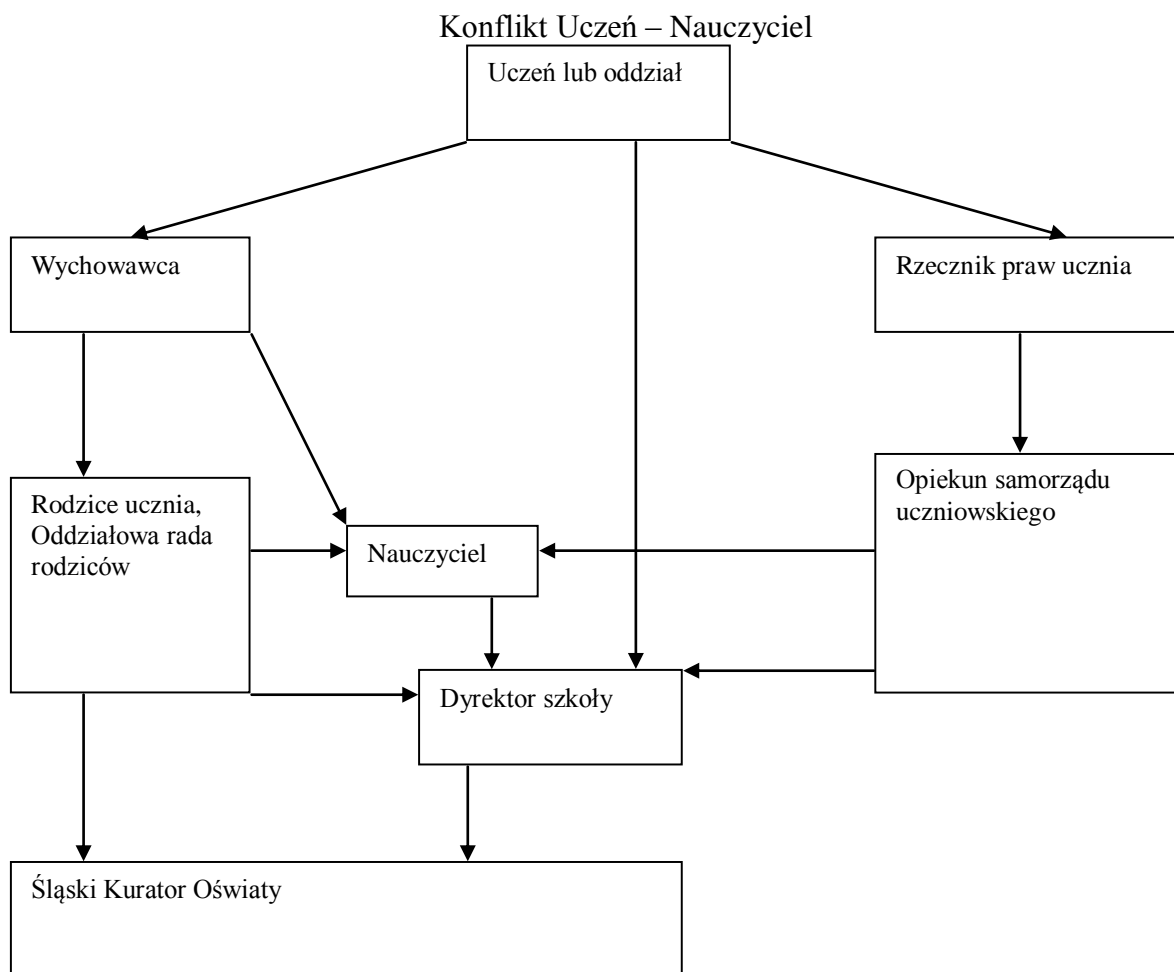 Konflikt Uczeń – Nauczyciel
Uczeń lub oddział
Wychowawca
Rzecznik praw ucznia
Rodzice ucznia,
Oddziałowa rada
rodziców
Nauczyciel
Opiekun samorządu
uczniowskiego
Dyrektor szkoły
Śląski Kurator Oświaty